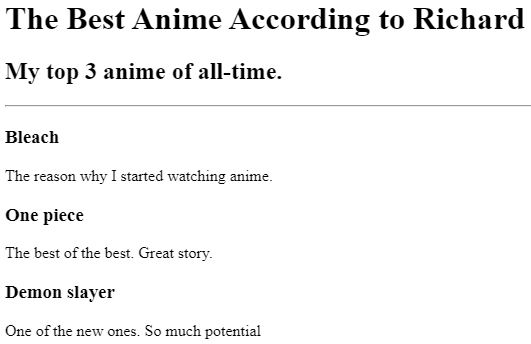 The Best Anime According to Richard
My top 3 anime of all-time.
Bleach
The reason why I started watching anime.
One piece
The best of the best. Great story.
Demon slayer
One of the new ones. So much potential